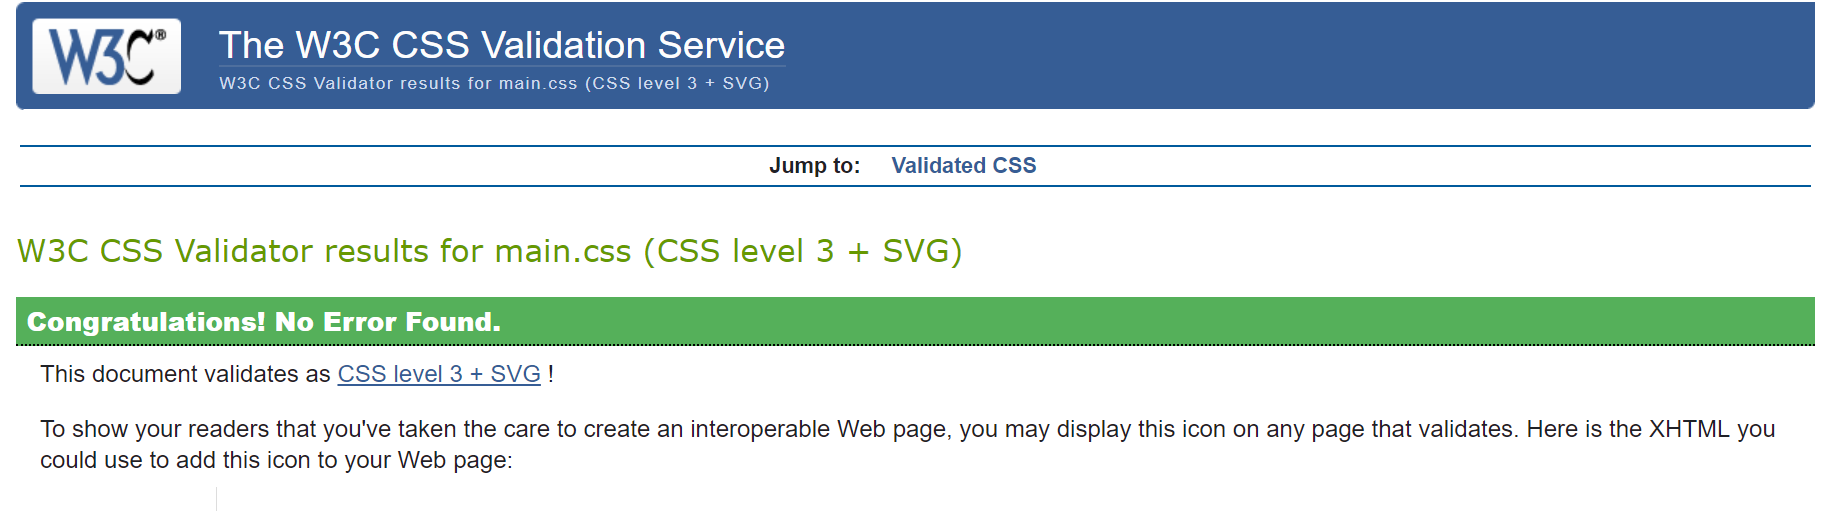 W3C®
The W3C CSS Validation Service
W3C CSS Validator results for main.css (CSS level 3 + SVG)
Jump to: Validated CSS
W3C CSS Validator results for main.css (CSS level 3 + SVG)
Congratulations! No Error Found.
This document validates as CSS level 3 + SVG !
To show your readers that you've taken the care to create an interoperable Web page, you may display this icon on any page that validates. Here is the XHTML you
could use to add this icon to your Web page: